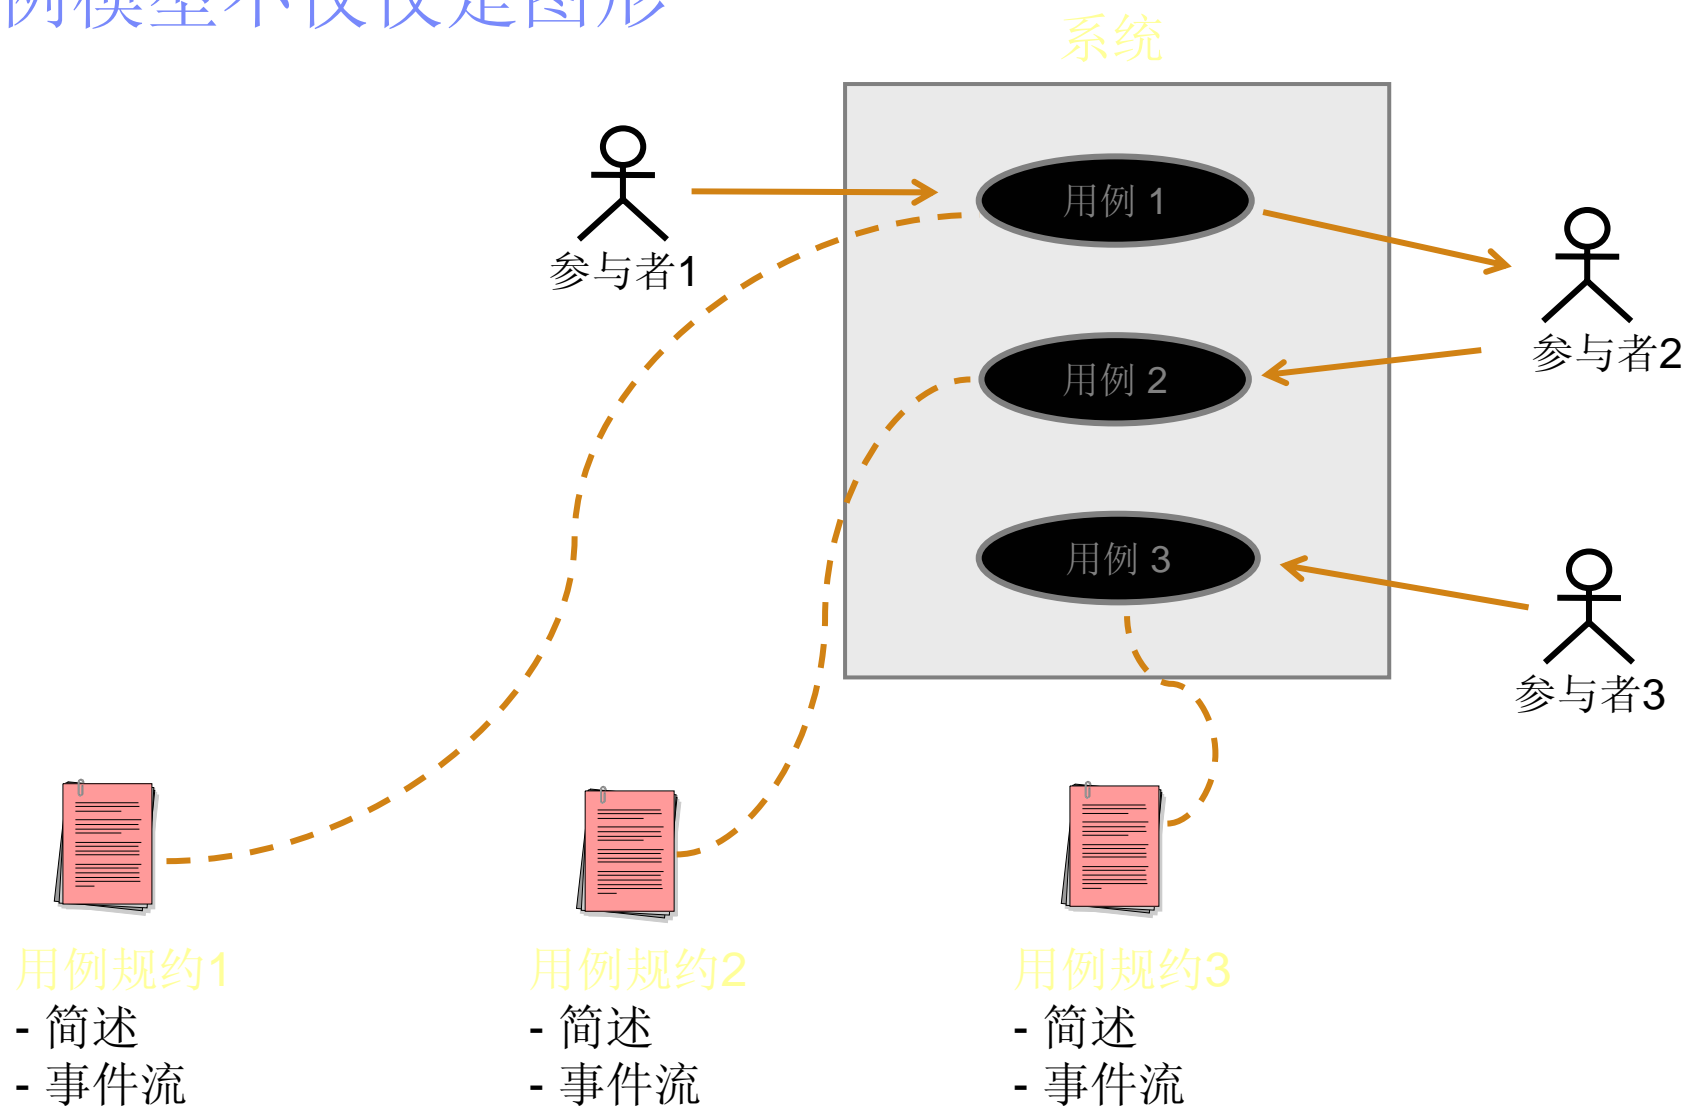 例模型不仅仅是图形
系统
用例 1
参与者1
用例 2
参与者2
用例 3
参与者3
用例规约1
- 简述
- 事件流
用例规约2
- 简述
- 事件流
用例规约3
- 简述
- 事件流